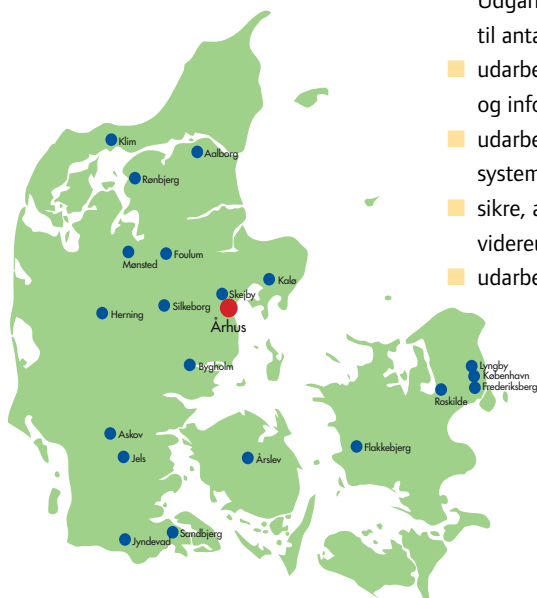 Udgan
til anta
udarbe
og info
udarbe
system
sikre, a
videreu
udarbe
Klim
Aalborg
Rønbjerg
Mønsted
Foulum
Kalø
Skejby
Silkeborg
Herning
Århus
Bygholm
Lyngby
København
Frederiksberg
Roskilde
Askov
Jels
Årslev
Flakkebjerg
Jyndevad
Sandbjerg